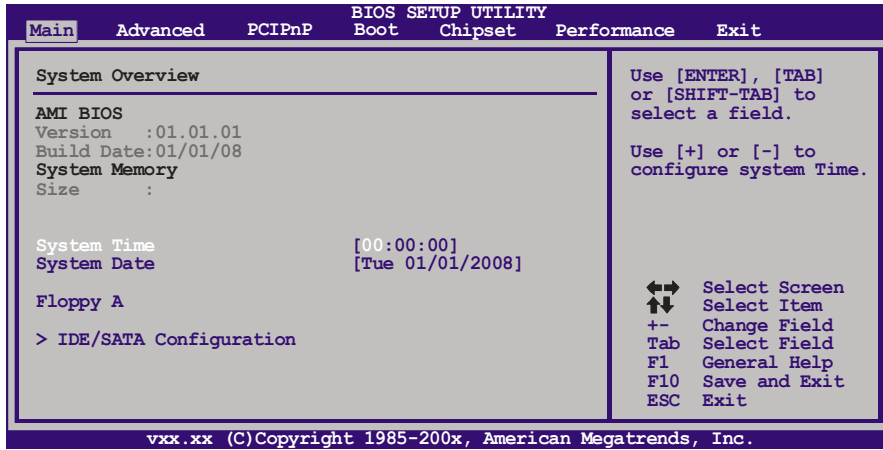 BIOS SETUP UTILITY
Main Advanced PCIPnP Boot Chipset Performance Exit
System Overview
AMI BIOS
Version :01.01.01
Build Date:01/01/08
System Memory
Size :
System Time [00:00:00]
System Date [Tue 01/01/2008]
Floppy A
> IDE/SATA Configuration
Use [ENTER], [TAB]
or [SHIFT-TAB] to
select a field.
Use [+] or [-] to
configure system Time.
Select Screen
Select Item
+- Change Field
Tab Select Field
F1 General Help
F10 Save and Exit
ESC Exit
vxx.xx (C)Copyright 1985-200x, American Megatrends, Inc.